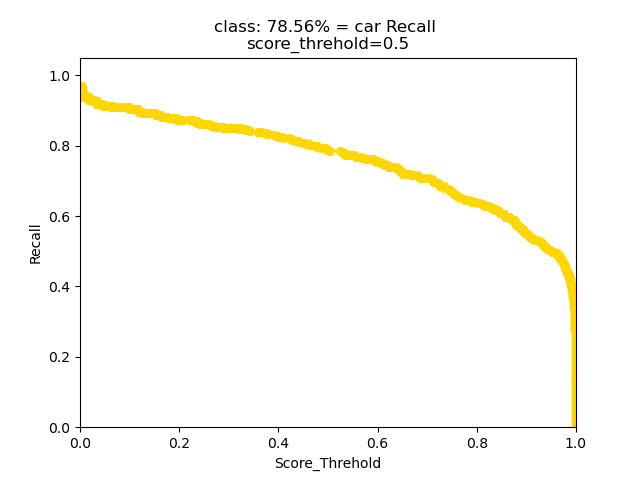 class: 78.56% = car Recall
score_threhold=0.5
1.0
0.8
0.6
0.4
0.2
0.0
Recall
0.0 0.2 0.4 0.6 0.8 1.0
Score_Threhold